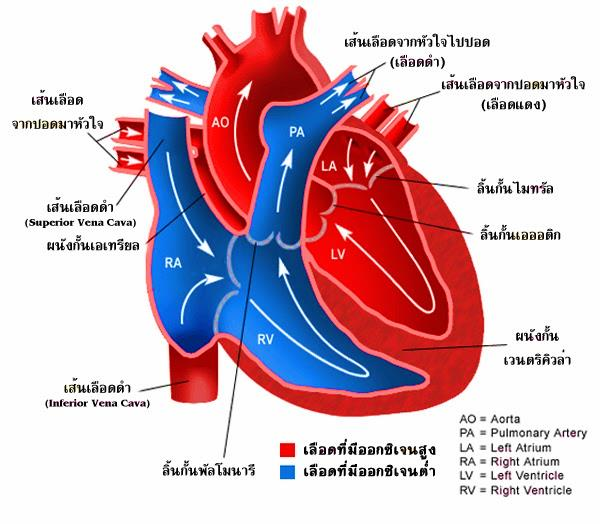 เส้นเลือดจากหัวใจไปปอด
(เลือดดำ)
เส้นเลือดจากปอดมาหัวใจ
(เลือดแดง)
เส้นเลือด
จากปอดมาหัวใจ
AO
PA
LA
ลิ้นกั้นไมทรัล
เส้นเลือดดำ
(Superior Vena Cava)
ผนังกั้นเอเทรียล
ลิ้นกั้นเอออติก
RA
LV
RV
ผนังกั้น
เวนตริคิวล่า
เส้นเลือดดำ
(Inferior Vena Cava)
ลิ้นกั้นพัลโมนารี
เลือดที่มีออกซิเจนสูง
เลือดที่มีออกซิเจนต่ำ
AO = Aorta
PA = Pulmonary Artery
LA = Left Atrium
RA = Right Atrium
LV = Left Ventricle
RV = Right Ventricle